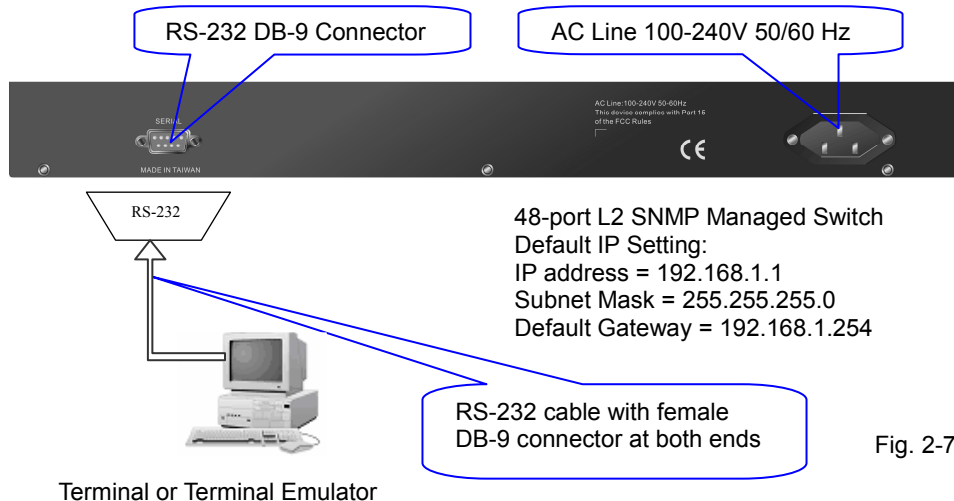 RS-232 DB-9 Connector
AC Line 100-240V 50/60 Hz
AC Line:100-240V 50-60Hz
This device complies with Part 15
of the FCC Rules
SERIAL
CE
MADE IN TAIWAN
RS-232
48-port L2 SNMP Managed Switch
Default IP Setting:
IP address = 192.168.1.1
Subnet Mask = 255.255.255.0
Default Gateway = 192.168.1.254
RS-232 cable with female
DB-9 connector at both ends
Fig. 2-7
Terminal or Terminal Emulator